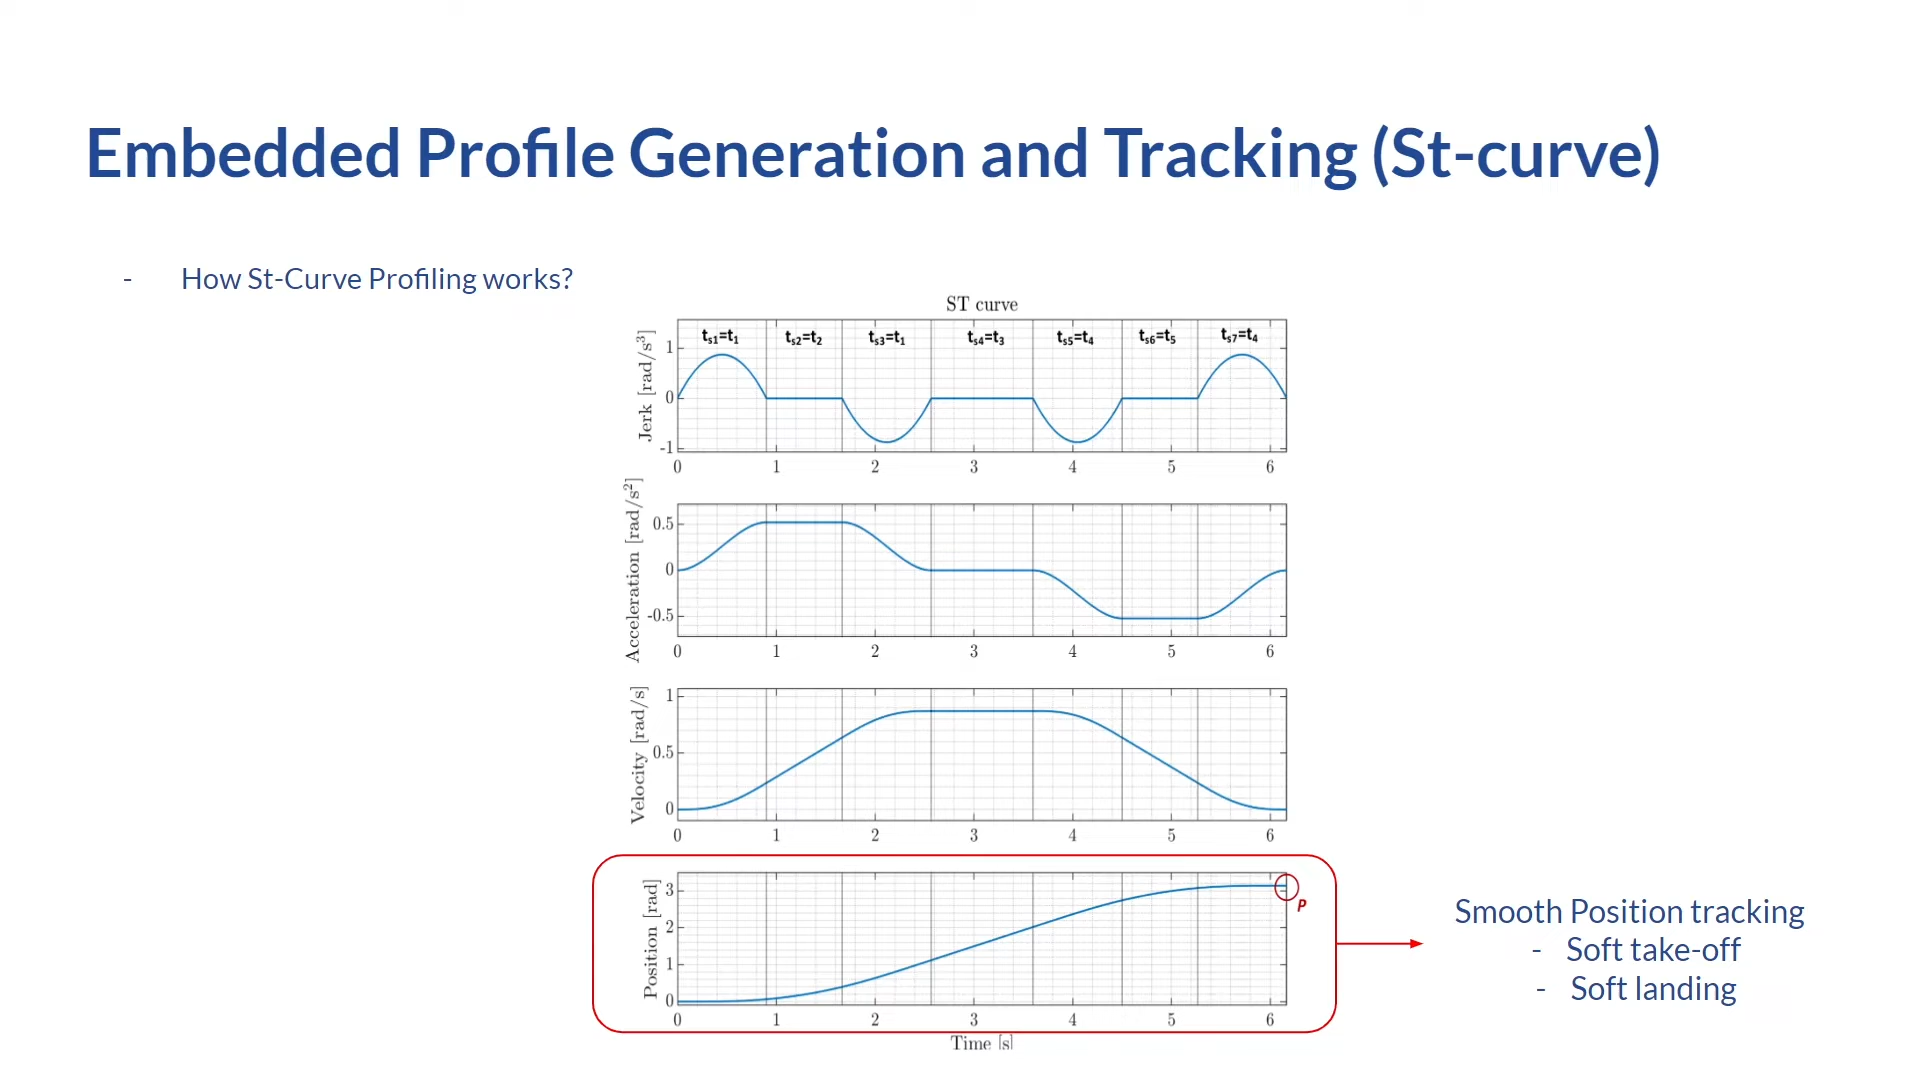 Embedded Profile Generation and Tracking (St-curve)
- How St-Curve Profiling works?
ST curve
Jerk [rad/s³]
1
0
-1
tₛ₁=t₁ tₛ₂=t₂ tₛ₃=t₁ tₛ₄=t₃ tₛ₅=t₄ tₛ₆=t₅ tₛ₇=t₄
0 1 2 3 4 5 6
Acceleration [rad/s²]
0.5
0
-0.5
0 1 2 3 4 5 6
Velocity [rad/s]
1
0.5
0
0 1 2 3 4 5 6
Position [rad]
3
2
1
0
P
0 1 2 3 4 5 6
Time [s]
Smooth Position tracking
- Soft take-off
- Soft landing